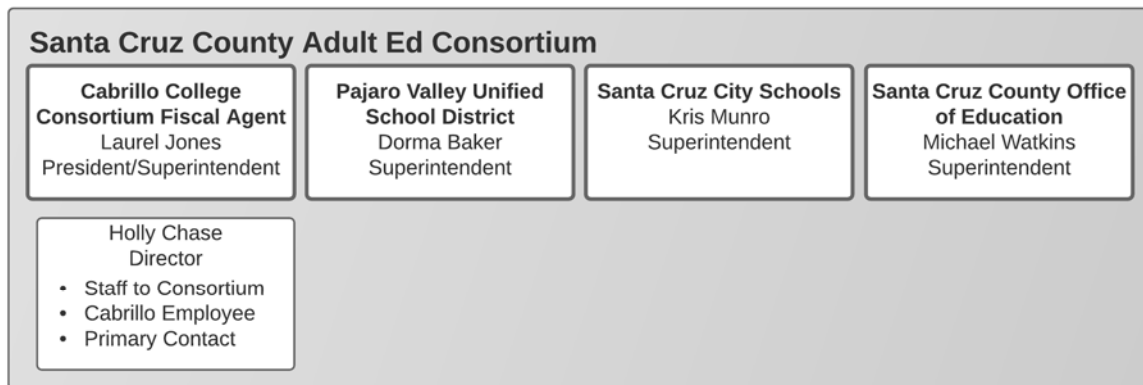 Santa Cruz County Adult Ed Consortium
Cabrillo College
Consortium Fiscal Agent
Laurel Jones
President/Superintendent
Pajaro Valley Unified
School District
Dorma Baker
Superintendent
Santa Cruz City Schools
Kris Munro
Superintendent
Santa Cruz County Office
of Education
Michael Watkins
Superintendent
Holly Chase
Director
• Staff to Consortium
• Cabrillo Employee
• Primary Contact